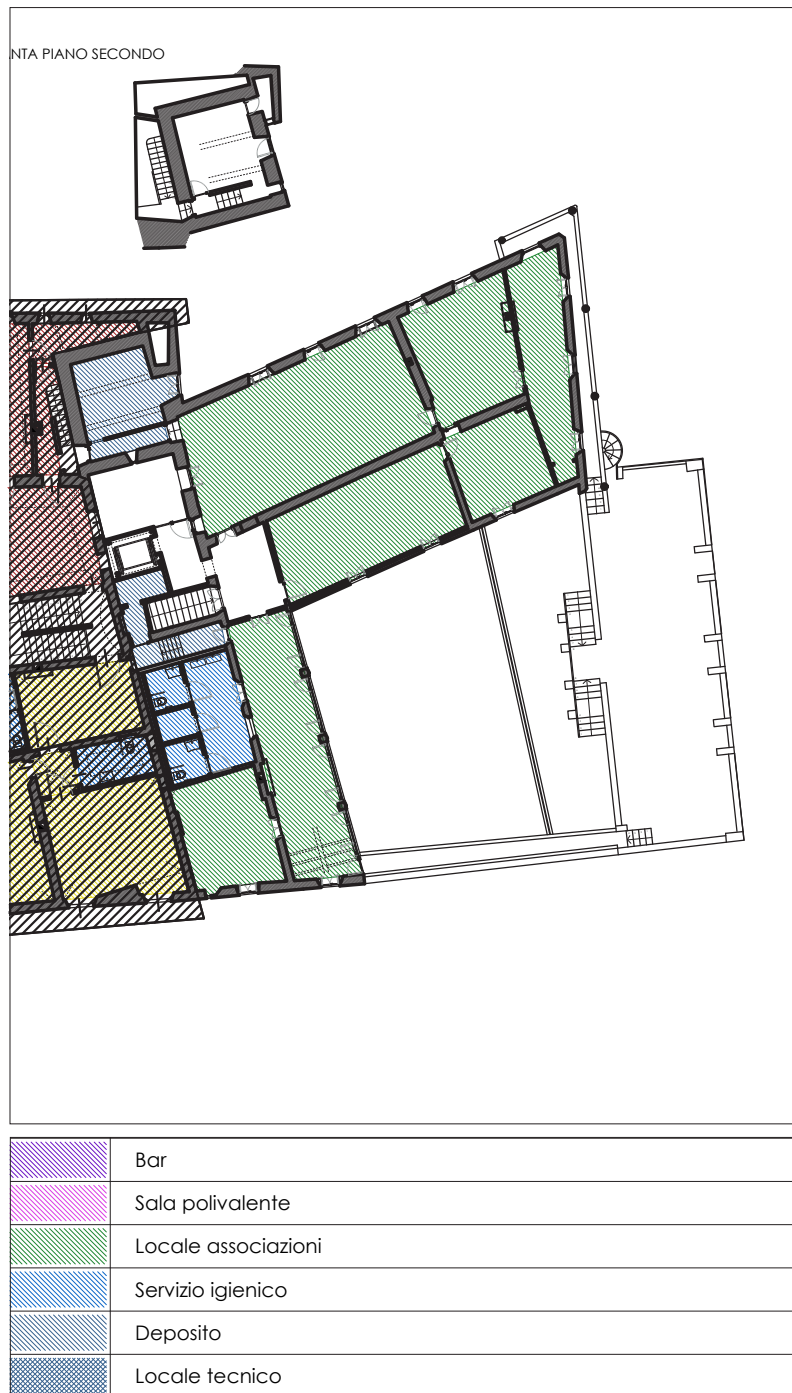 NTA PIANO SECONDO
Bar
Sala polivalente
Locale associazioni
Servizio igienico
Deposito
Locale tecnico